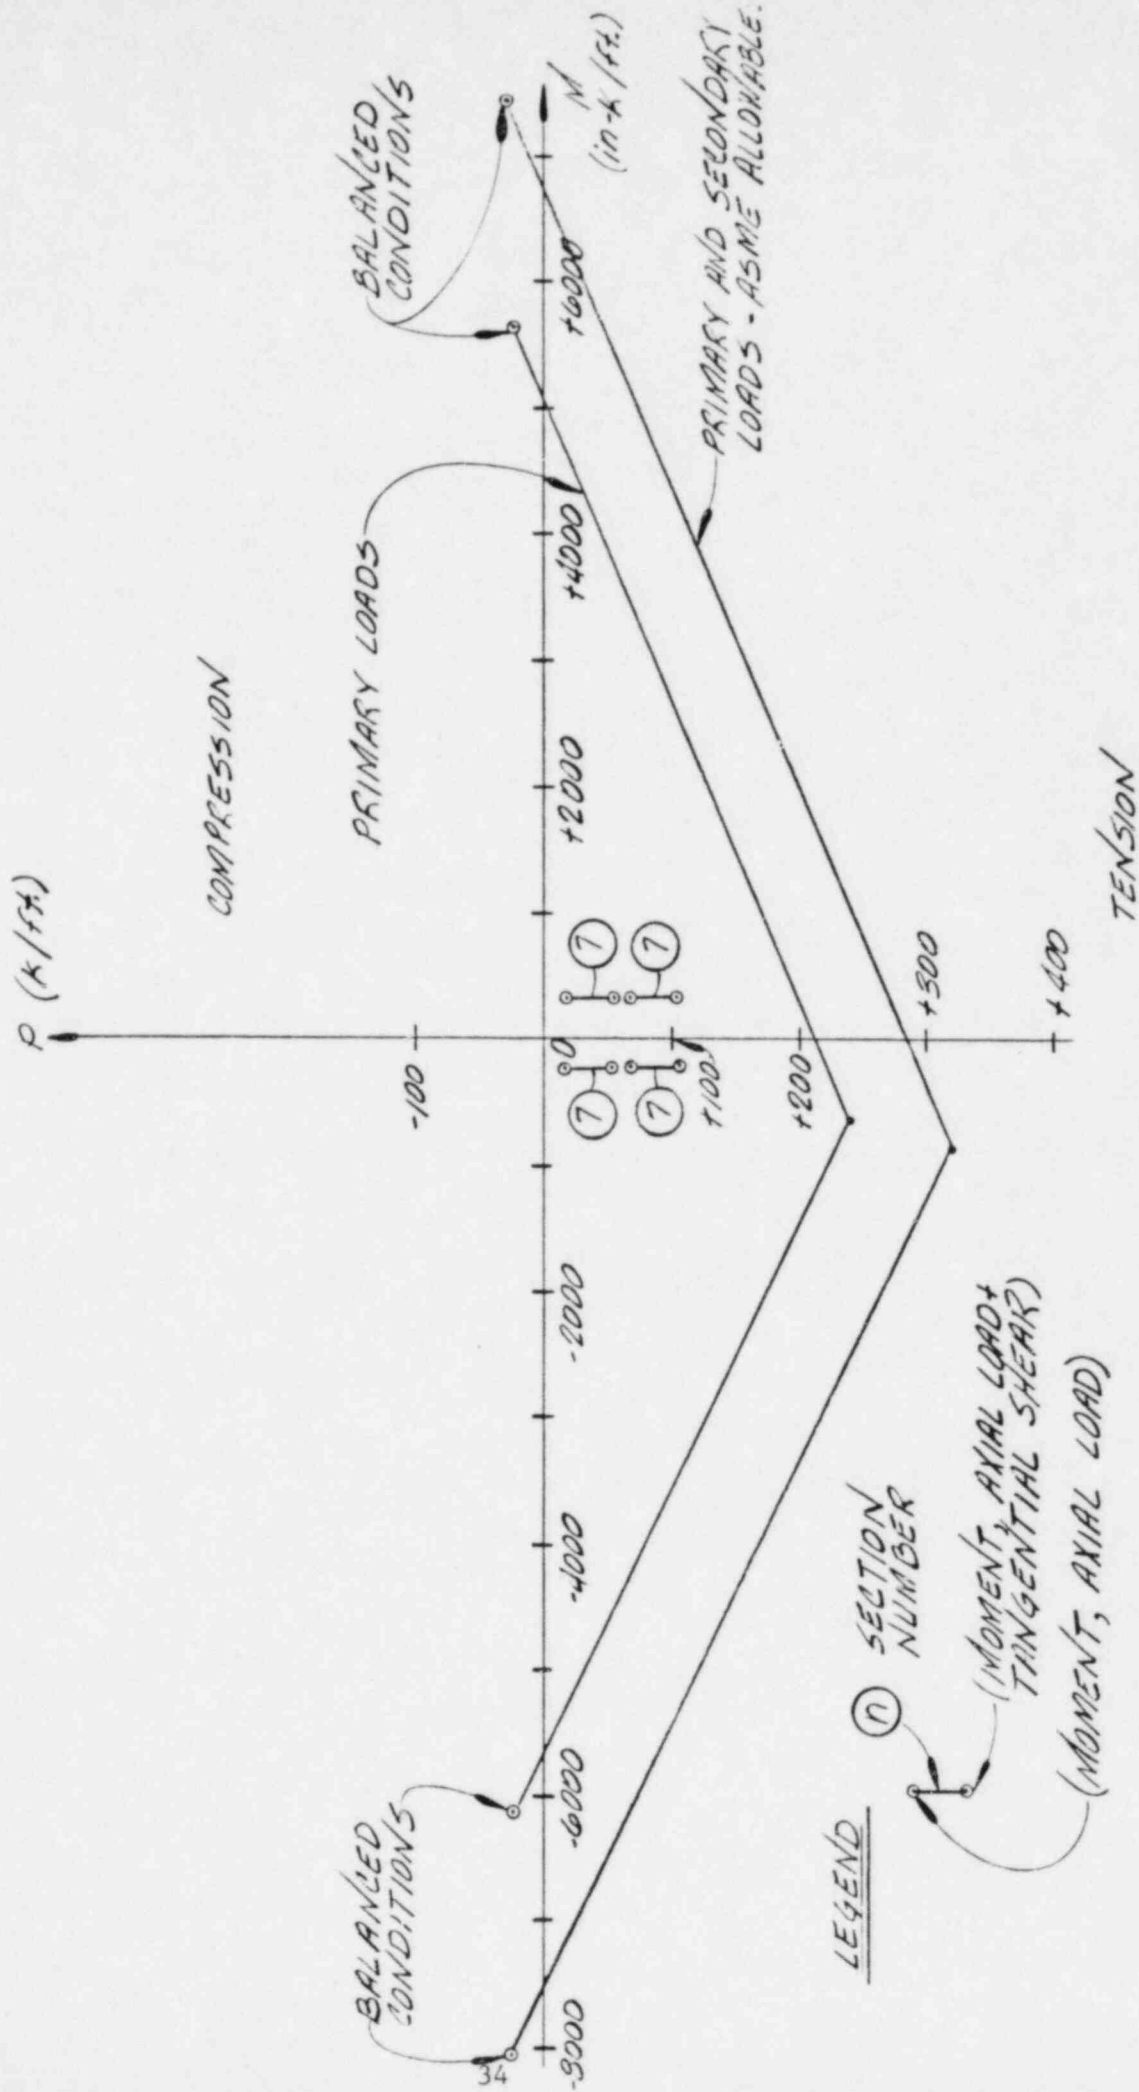 P (K/FT.)
COMPRESSION
PRIMARY LOADS
BALANCED
CONDITIONS
M
(in-K/FT.)
PRIMARY AND SECONDARY
LOADS - ASME ALLOWABLE.
BALANCED
CONDITIONS
-100
0
+100
+200
+300
+400
TENSION
-8000
-6000
-4000
-2000
+2000
+4000
+6000
7
7
7
7
LEGEND
n
SECTION
NUMBER
(MOMENT, AXIAL LOAD+
TANGENTIAL SHEAR)
(MOMENT, AXIAL LOAD)
34